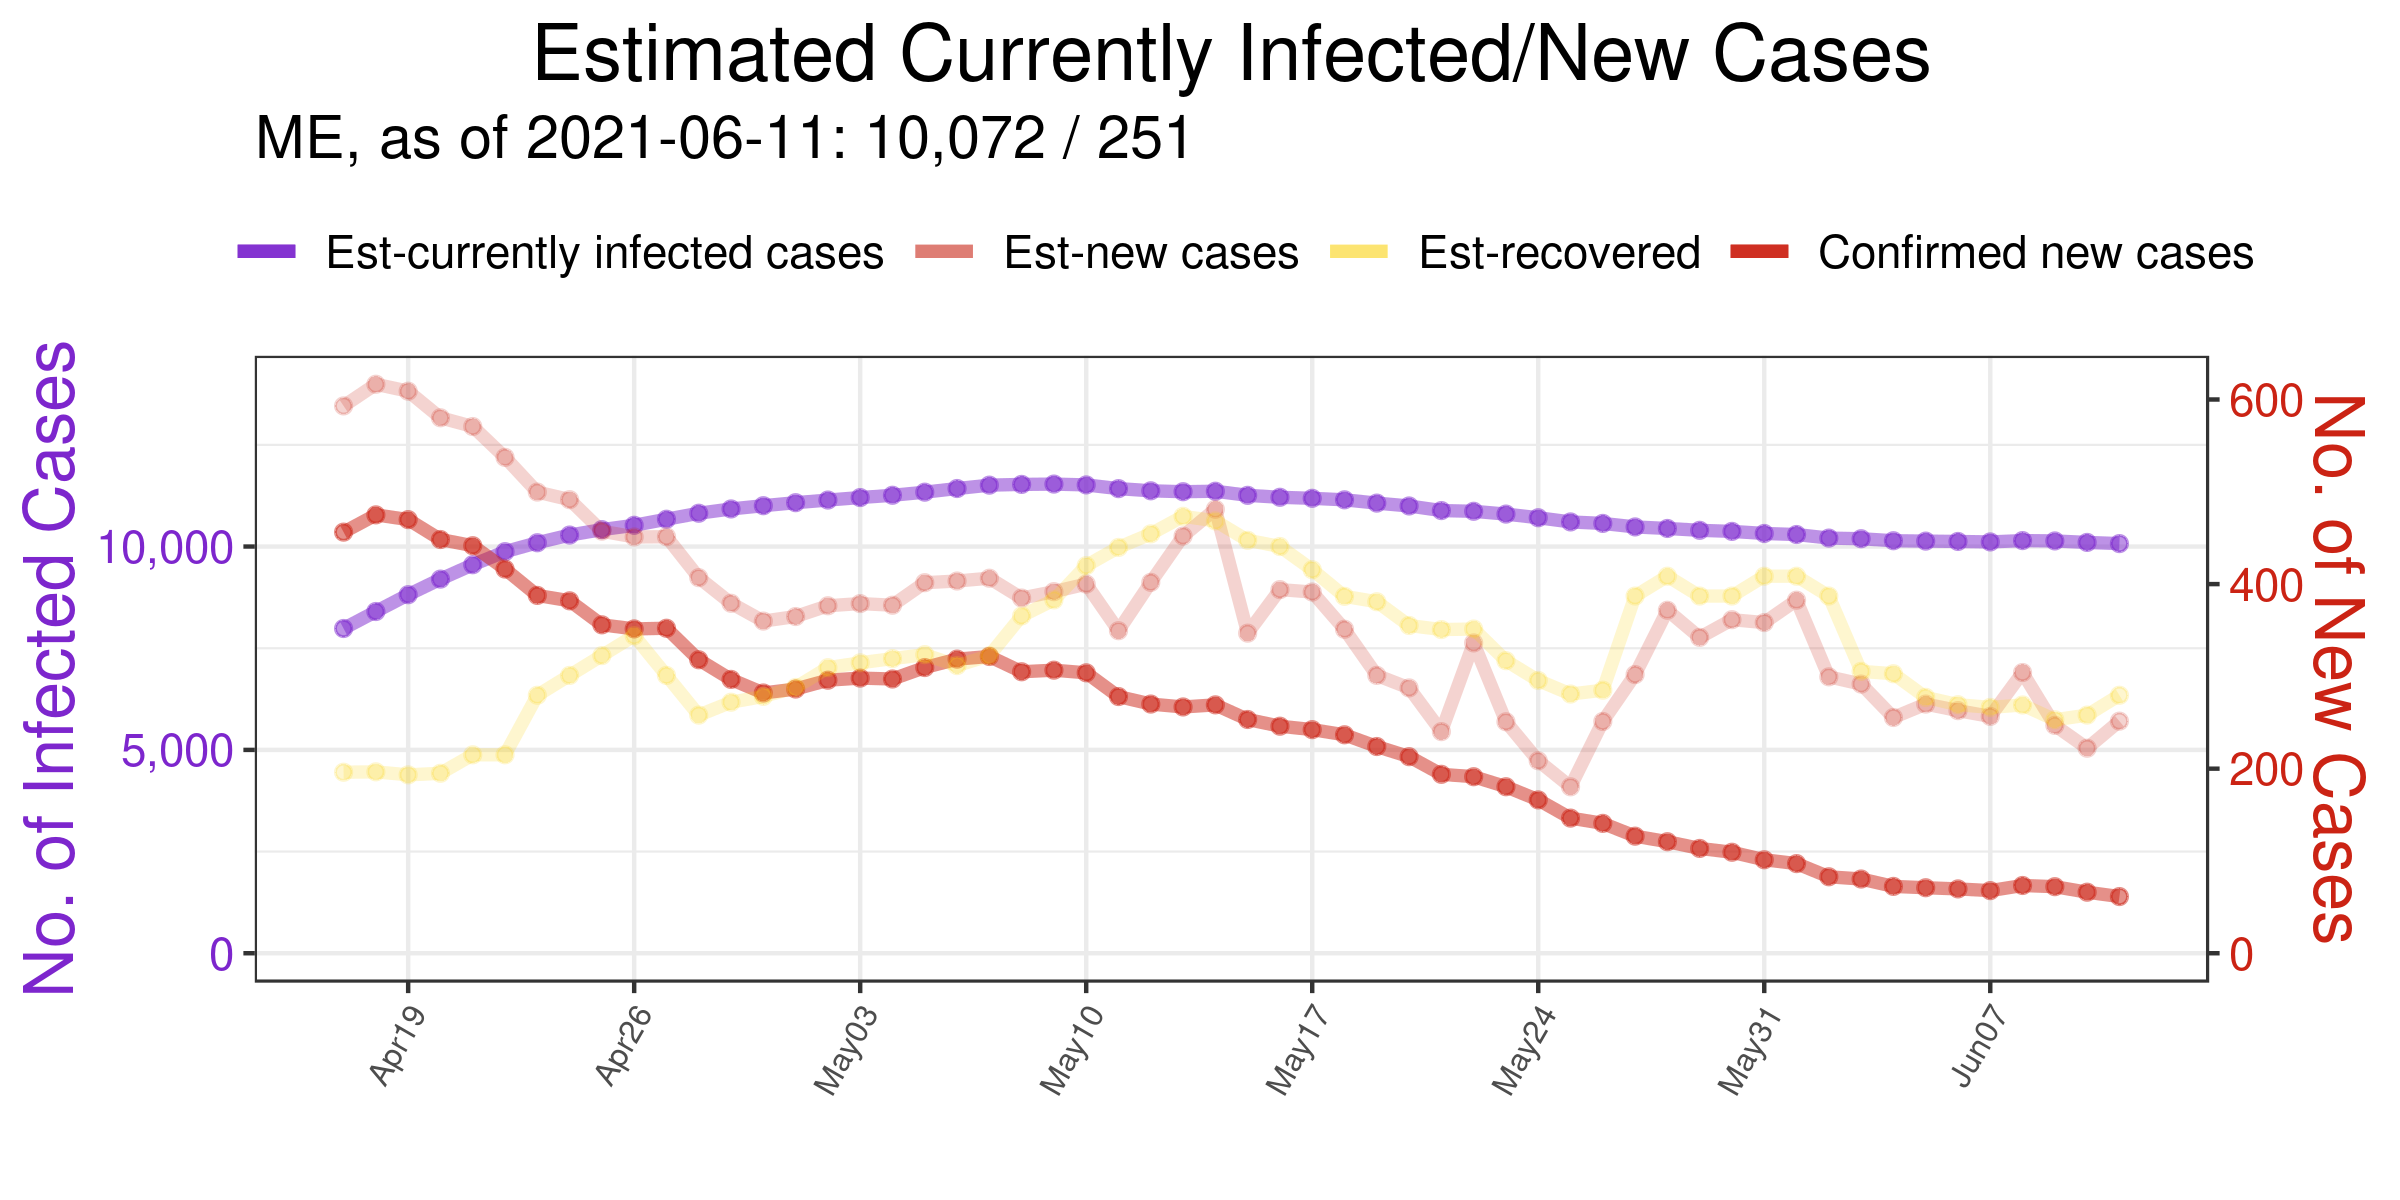 Estimated Currently Infected/New Cases
ME, as of 2021-06-11: 10,072 / 251
Est-currently infected cases Est-new cases Est-recovered Confirmed new cases
No. of Infected Cases
10,000
5,000
0
600
400
200
0
No. of New Cases
Apr19 Apr26 May03 May10 May17 May24 May31 Jun07